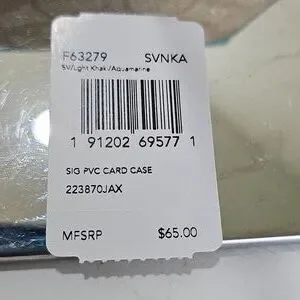 F63279 SVNKA
SV/Light Khaki/Aquamarine
1 91202 69577 1
SIG PVC CARD CASE
223870JAX
MFSRP $65.00